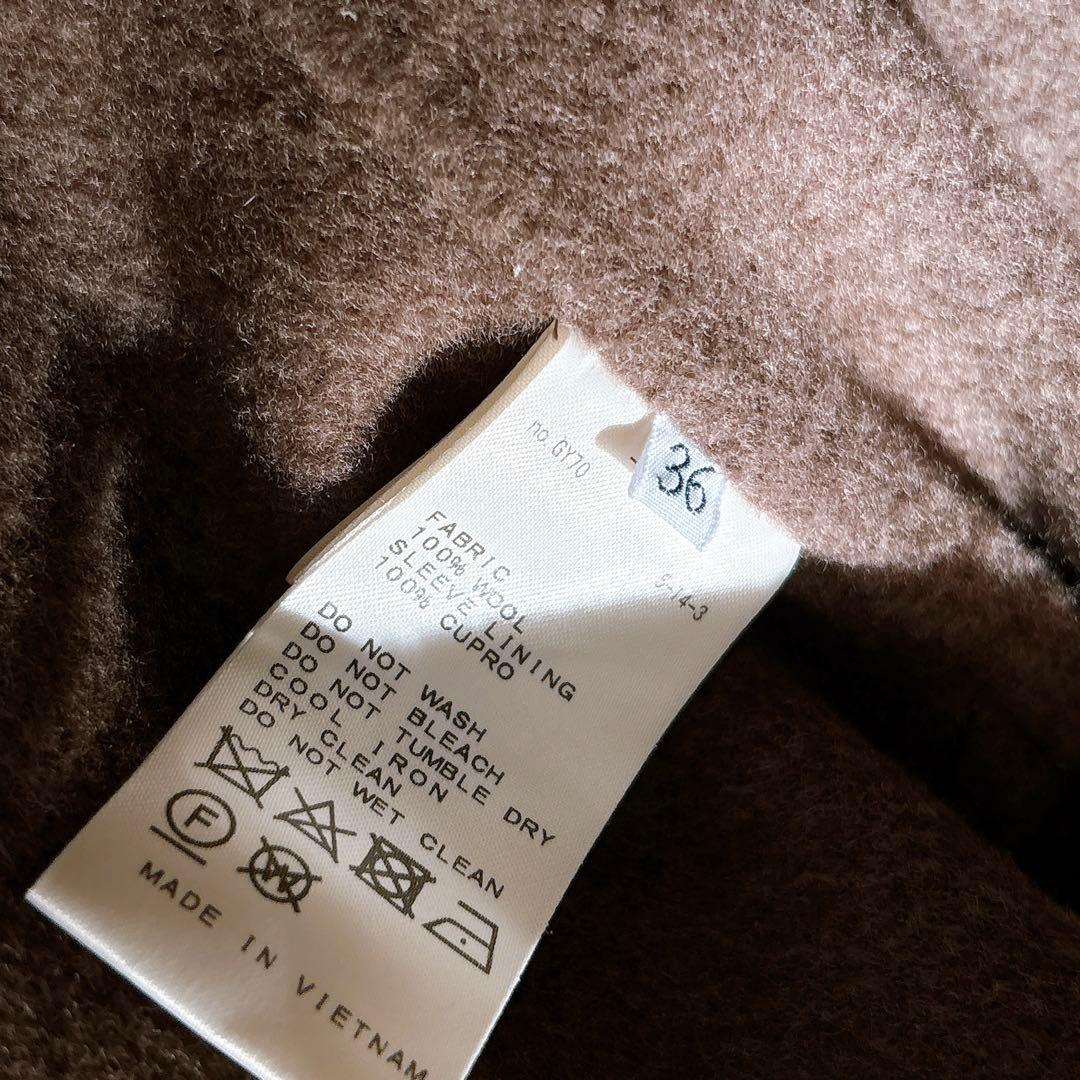 no GY70
36
S-14-3
FABRIC
100% WOOL
SLEEVE LINING
100% CUPRO
DO NOT WASH
DO NOT BLEACH
DO NOT TUMBLE DRY
COOL IRON
DRY CLEAN
DO NOT WET CLEAN
F
W
MADE IN VIETNAM